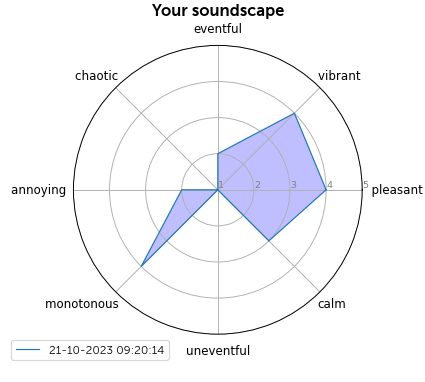 Your soundscape
eventful
chaotic
vibrant
annoying
1 2 3 4 5
pleasant
monotonous
calm
uneventful
21-10-2023 09:20:14